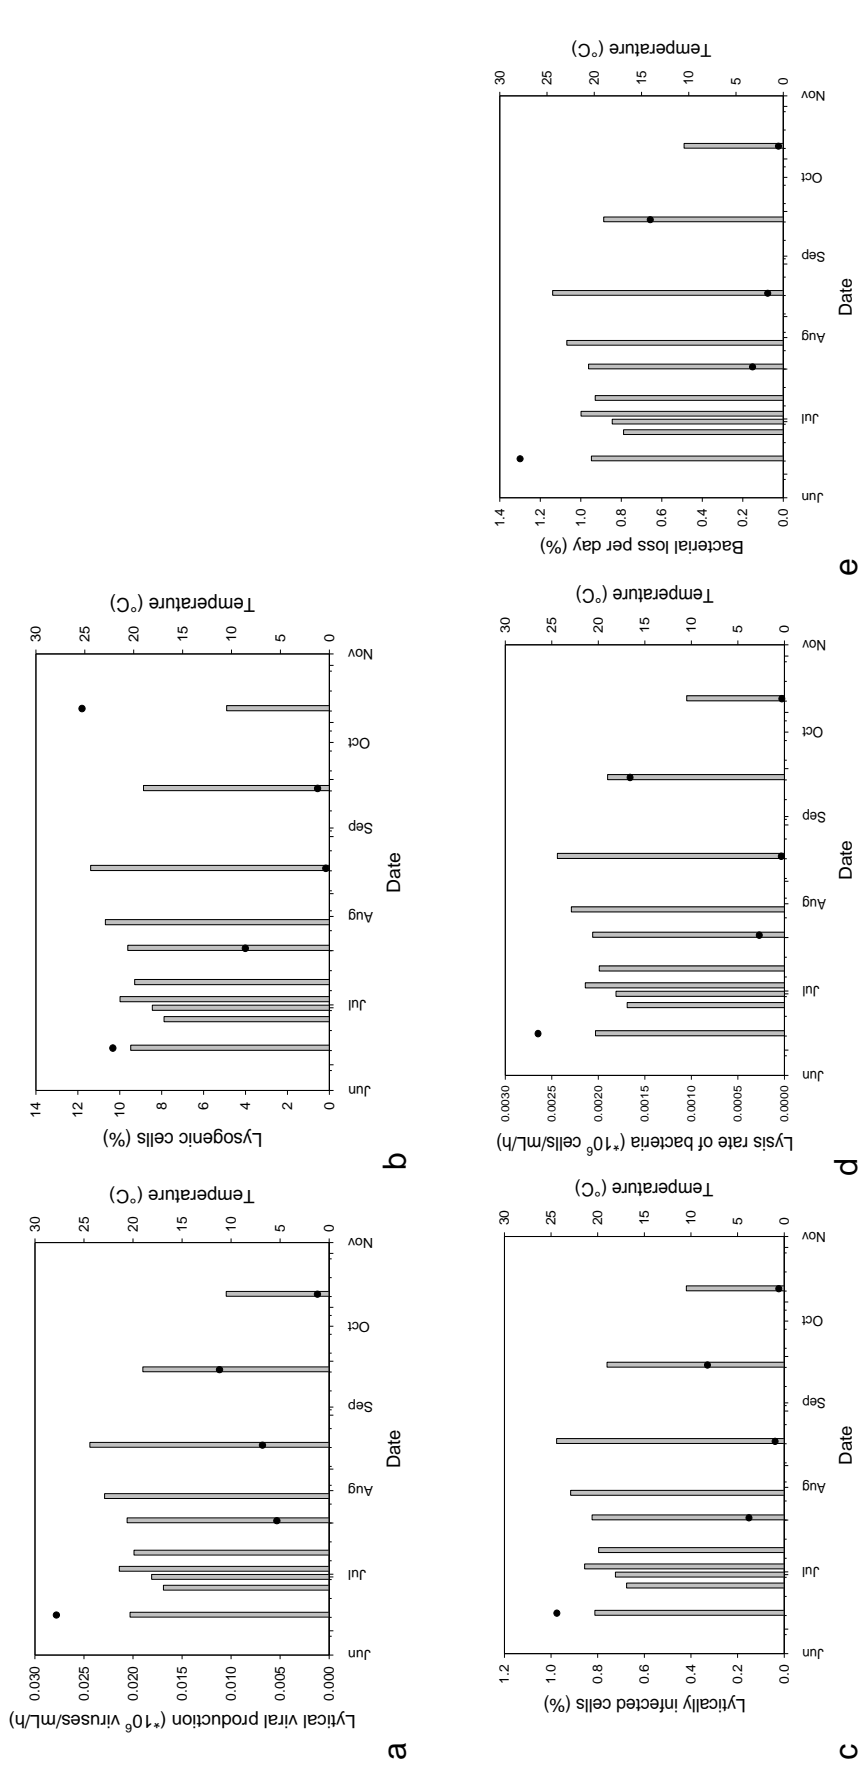 a
Lytical viral production (*10⁶ viruses/mL/h)
0.000
0.005
0.010
0.015
0.020
0.025
0.030
Jun
Jul
Aug
Sep
Oct
Nov
Date
0
5
10
15
20
25
30
Temperature (°C)
b
Lysogenic cells (%)
0
2
4
6
8
10
12
14
Jun
Jul
Aug
Sep
Oct
Nov
Date
0
5
10
15
20
25
30
Temperature (°C)
c
Lytically infected cells (%)
0.0
0.2
0.4
0.6
0.8
1.0
1.2
Jun
Jul
Aug
Sep
Oct
Nov
Date
0
5
10
15
20
25
30
Temperature (°C)
d
Lysis rate of bacteria (*10⁶ cells/mL/h)
0.0000
0.0005
0.0010
0.0015
0.0020
0.0025
0.0030
Jun
Jul
Aug
Sep
Oct
Nov
Date
0
5
10
15
20
25
30
Temperature (°C)
e
Bacterial loss per day (%)
0.0
0.2
0.4
0.6
0.8
1.0
1.2
1.4
Jun
Jul
Aug
Sep
Oct
Nov
Date
0
5
10
15
20
25
30
Temperature (°C)